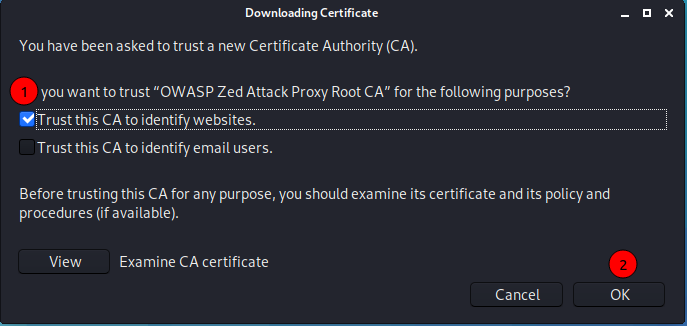 Downloading Certificate
You have been asked to trust a new Certificate Authority (CA).
1 you want to trust “OWASP Zed Attack Proxy Root CA” for the following purposes?
Trust this CA to identify websites.
Trust this CA to identify email users.
Before trusting this CA for any purpose, you should examine its certificate and its policy and
procedures (if available).
View Examine CA certificate
2
Cancel OK